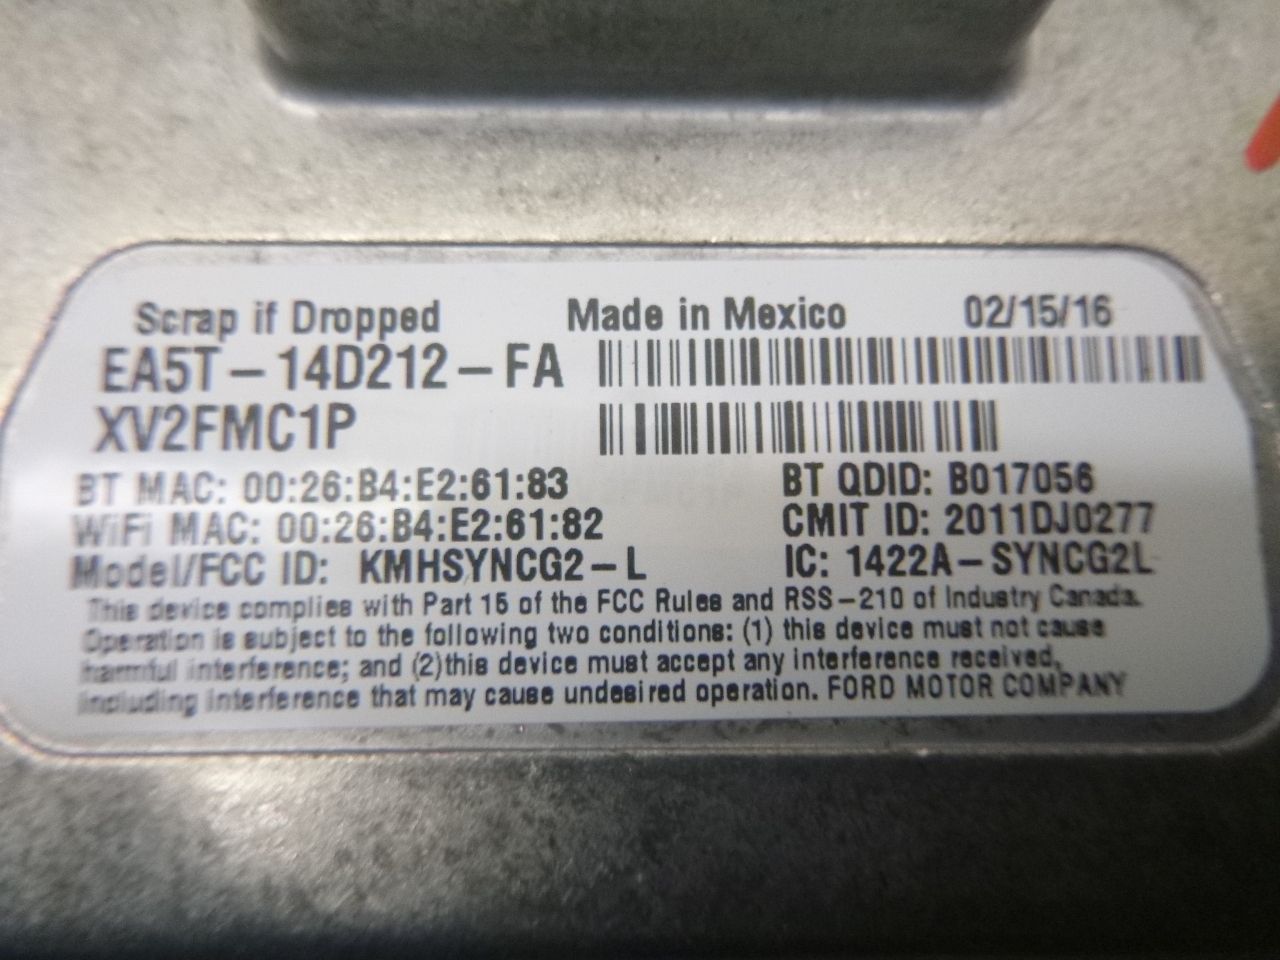 Scrap if Dropped Made in Mexico 02/15/16
EA5T-14D212-FA
XV2FMC1P
BT MAC: 00:26:B4:E2:61:83 BT QDID: B017056
WiFi MAC: 00:26:B4:E2:61:82 CMIT ID: 2011DJ0277
Model/FCC ID: KMHSYNCG2-L IC: 1422A-SYNCG2L
This device complies with Part 15 of the FCC Rules and RSS-210 of Industry Canada.
Operation is subject to the following two conditions: (1) this device must not cause
harmful interference; and (2)this device must accept any interference received,
including interference that may cause undesired operation. FORD MOTOR COMPANY